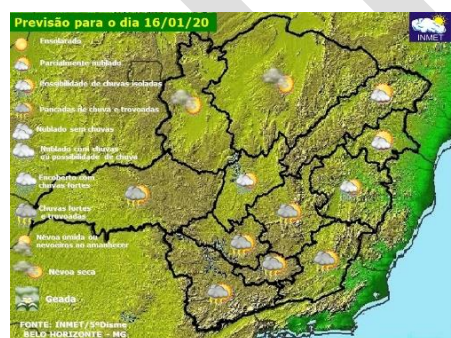 Previsão para o dia 16/01/20
INMET
Ensolarado
Parcialmente nublado
Possibilidade de chuvas isoladas
Pancadas de chuva e trovoadas
Nublado sem chuvas
Nublado com chuvas
ou possibilidade de chuva
Encoberto com
chuvas fortes
Chuvas fortes
e trovoadas
Névoa úmida ou
nevoeiros ao amanhecer
Névoa seca
Geada
FONTE: INMET/5ºDisme
BELO HORIZONTE - MG